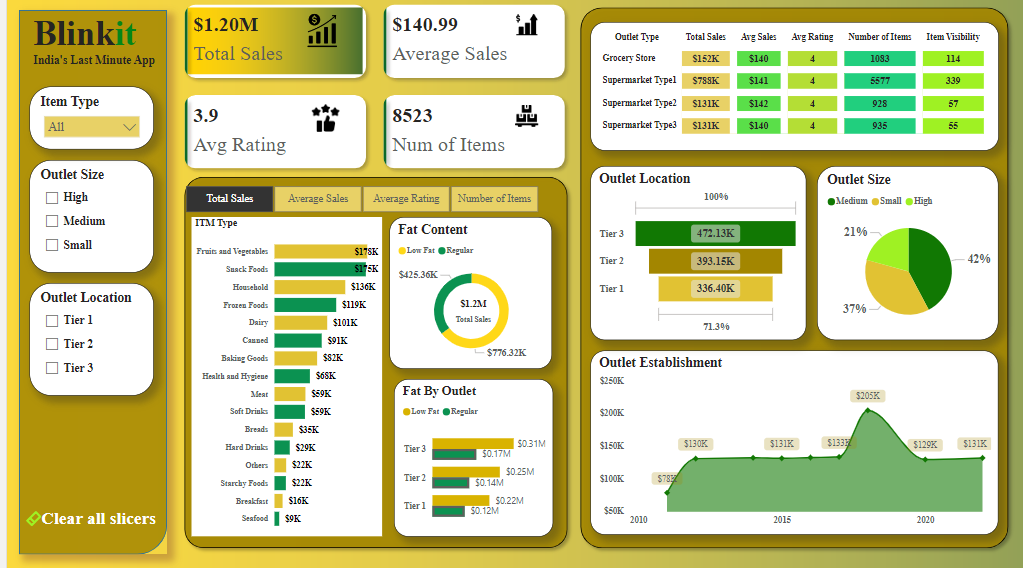 Blinkit
India's Last Minute App
Item Type
All
Outlet Size
High
Medium
Small
Outlet Location
Tier 1
Tier 2
Tier 3
Clear all slicers
$1.20M
Total Sales
$140.99
Average Sales
3.9
Avg Rating
8523
Num of Items
Total Sales Average Sales Average Rating Number of Items
ITM Type
Fruits and Vegetables $178K
Snack Foods $175K
Household $136K
Frozen Foods $119K
Dairy $101K
Canned $91K
Baking Goods $82K
Health and Hygiene $68K
Meat $59K
Soft Drinks $59K
Breads $35K
Hard Drinks $29K
Others $22K
Starchy Foods $22K
Breakfast $16K
Seafood $9K
Fat Content
Low Fat Regular
$425.36K
$1.2M
Total Sales
$776.32K
Fat By Outlet
Low Fat Regular
Tier 3 $0.31M
$0.17M
Tier 2 $0.25M
$0.14M
Tier 1 $0.22M
$0.12M
Outlet Type Total Sales Avg Sales Avg Rating Number of Items Item Visibility
Grocery Store $152K $140 4 1083 114
Supermarket Type1 $788K $141 4 5577 339
Supermarket Type2 $131K $142 4 928 57
Supermarket Type3 $131K $140 4 935 55
Outlet Location
100%
Tier 3 472.13K
Tier 2 393.15K
Tier 1 336.40K
71.3%
Outlet Size
Medium Small High
21%
42%
37%
Outlet Establishment
$250K
$200K
$150K
$100K
$50K
$78K
$130K
$131K
$133K
$205K
$129K
$131K
2010 2015 2020